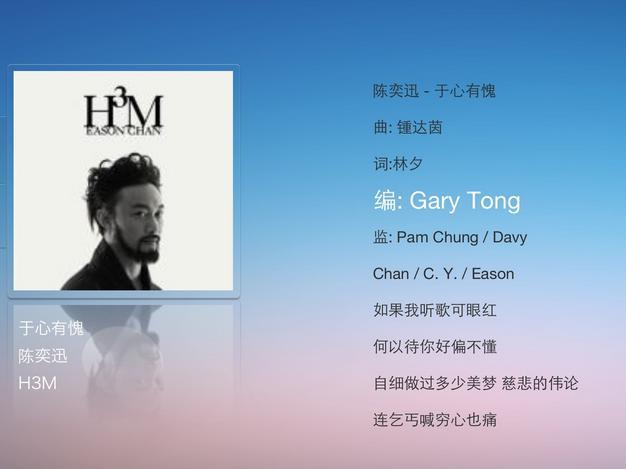 H3M
EASON CHAN
于心有愧
陈奕迅
H3M
陈奕迅 - 于心有愧
曲: 锺达茵
词:林夕
编: Gary Tong
监: Pam Chung / Davy
Chan / C. Y. / Eason
如果我听歌可眼红
何以待你好偏不懂
自细做过多少美梦 慈悲的伟论
连乞丐喊穷心也痛